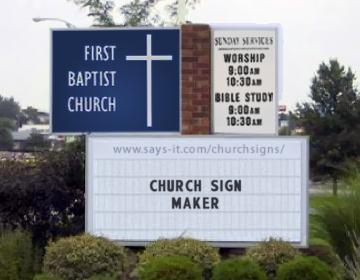 FIRST
BAPTIST
CHURCH
SUNDAY SERVICES
WORSHIP
9:00AM
10:30AM
BIBLE STUDY
9:00AM
10:30AM
www.says-it.com/churchsigns/
CHURCH SIGN
MAKER